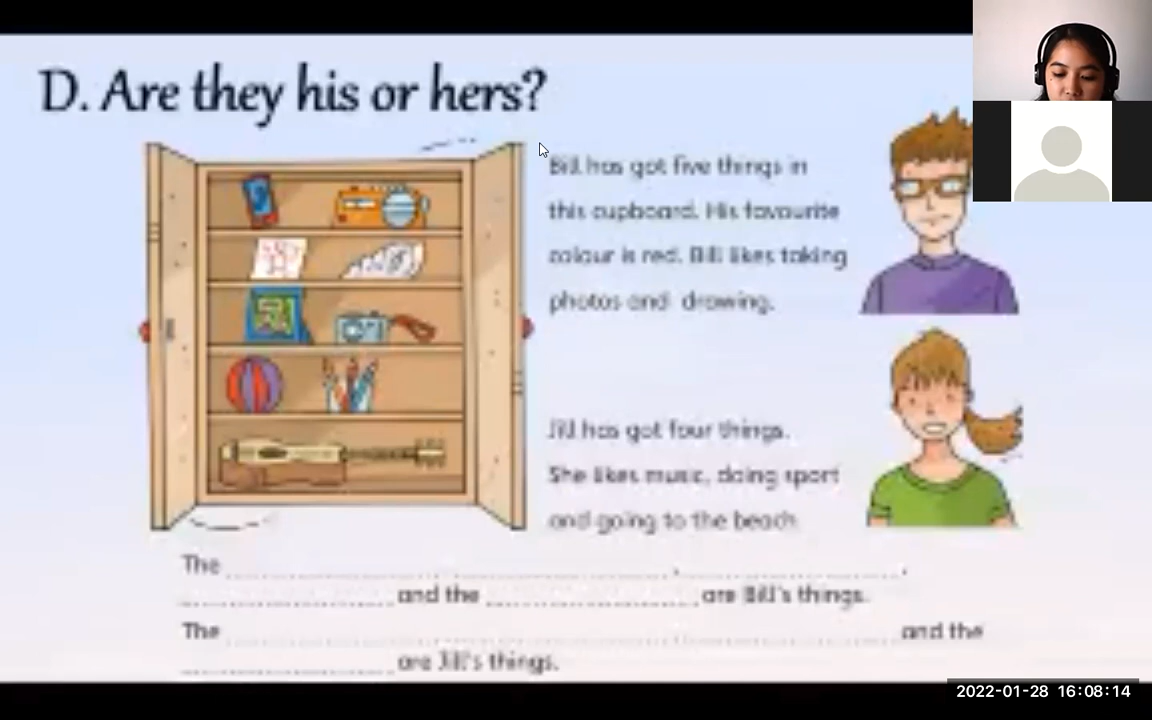 D. Are they his or hers?
Bill has got five things in
this cupboard. His favourite
colour is red. Bill likes taking
photos and drawing.
Jill has got four things.
She likes music, doing sport
and going to the beach
The , ,
and the are Bill's things.
The and the
are Jill's things.
2022-01-28 16:08:14